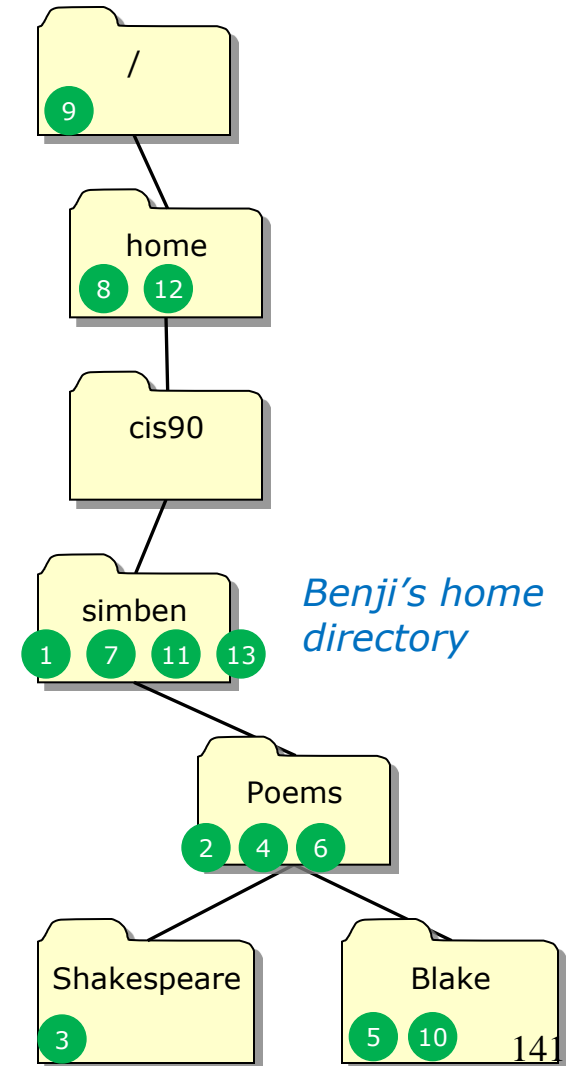 /
9
home
8 12
cis90
simben
1 7 11 13
Benji's home
directory
Poems
2 4 6
Shakespeare
3
Blake
5 10
141